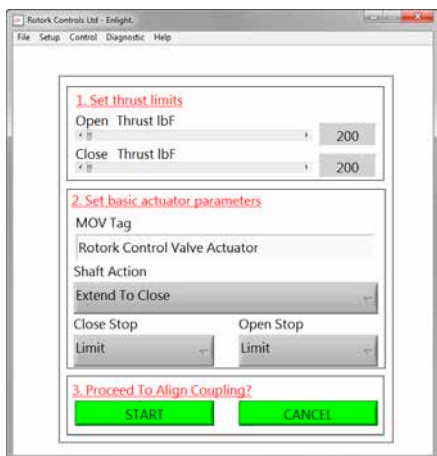 Rotork Controls Ltd - Enlight.
File Setup Control Diagnostic Help
1. Set thrust limits
Open Thrust lbF
200
Close Thrust lbF
200
2. Set basic actuator parameters
MOV Tag
Rotork Control Valve Actuator
Shaft Action
Extend To Close
Close Stop Open Stop
Limit Limit
3. Proceed To Align Coupling?
START CANCEL